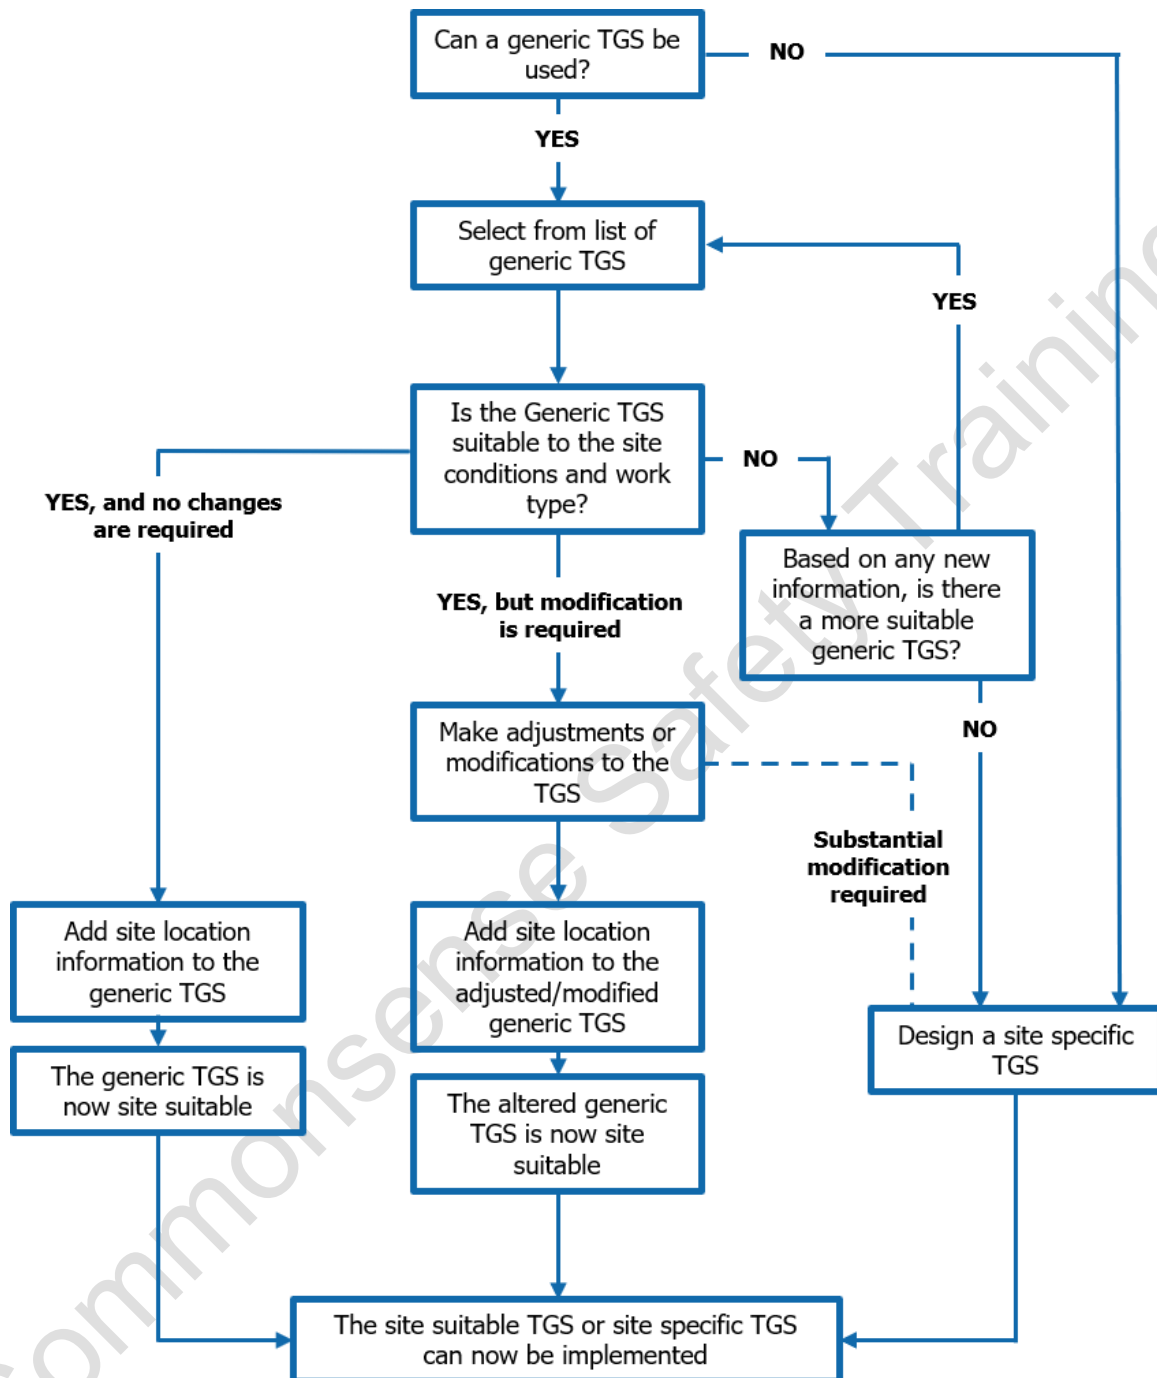 Can a generic TGS be
used?
NO
YES
Select from list of
generic TGS
YES
Is the Generic TGS
suitable to the site
conditions and work
type?
NO
YES, and no changes
are required
Based on any new
information, is there
a more suitable
generic TGS?
YES, but modification
is required
Make adjustments or
modifications to the
TGS
NO
Substantial
modification
required
Add site location
information to the
generic TGS
Add site location
information to the
adjusted/modified
generic TGS
Design a site specific
TGS
The generic TGS is
now site suitable
The altered generic
TGS is now site
suitable
The site suitable TGS or site specific TGS
can now be implemented
Commonsense Safety Training